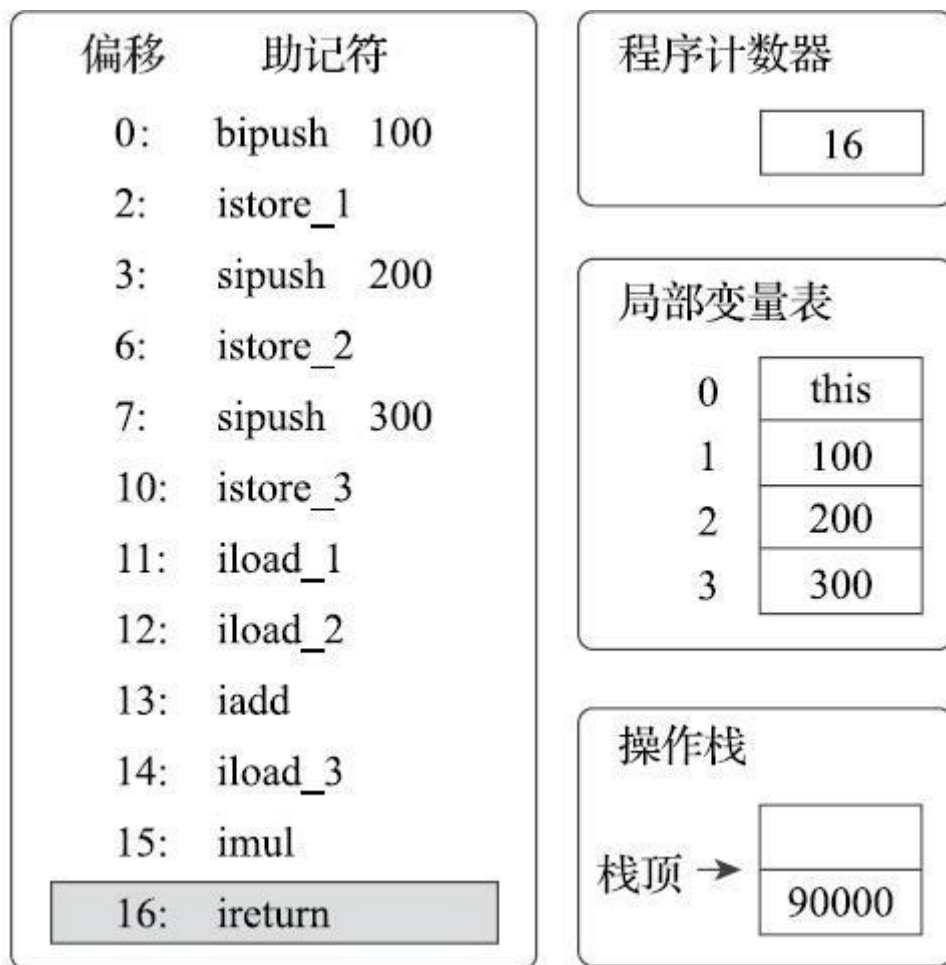 偏移 助记符
0: bipush 100
2: istore_1
3: sipush 200
6: istore_2
7: sipush 300
10: istore_3
11: iload_1
12: iload_2
13: iadd
14: iload_3
15: imul
16: ireturn
程序计数器
16
局部变量表
0 this
1 100
2 200
3 300
操作栈
栈顶
90000